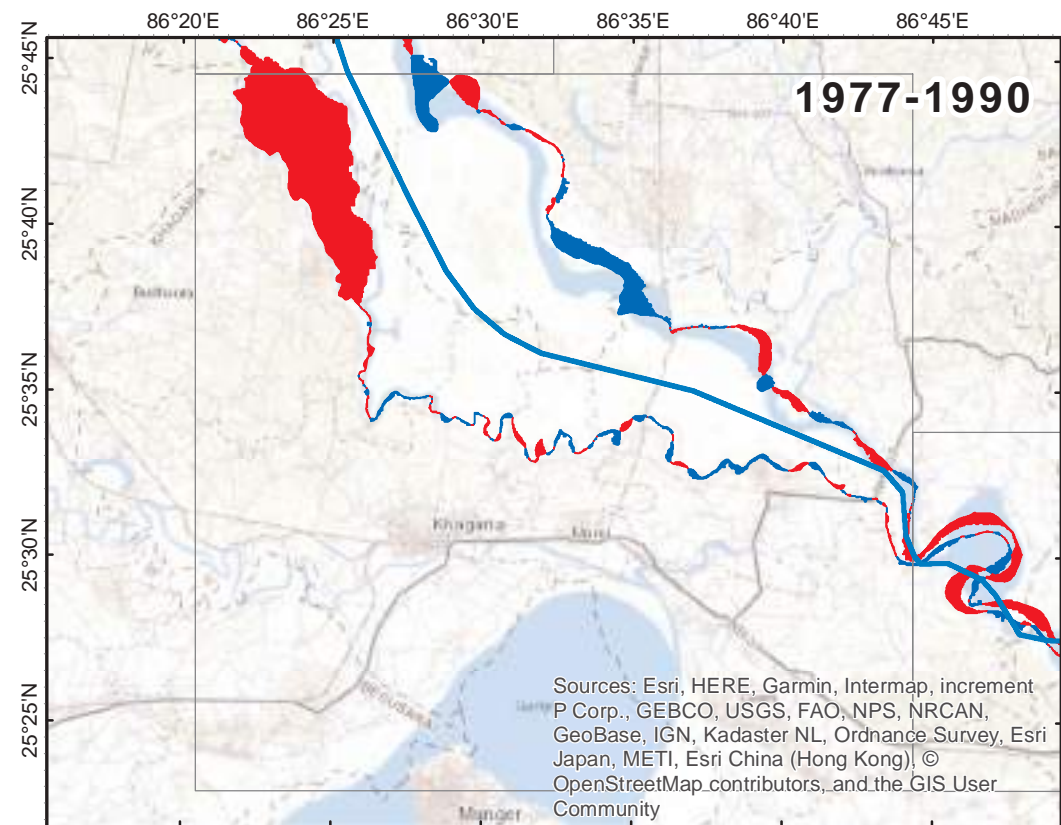 86°20'E 86°25'E 86°30'E 86°35'E 86°40'E 86°45'E
25°45'N
1977-1990
25°40'N
25°35'N
Khagaria
25°30'N
25°25'N
BEGUSARAI
Munger
Sources: Esri, HERE, Garmin, Intermap, increment
P Corp., GEBCO, USGS, FAO, NPS, NRCAN,
GeoBase, IGN, Kadaster NL, Ordnance Survey, Esri
Japan, METI, Esri China (Hong Kong), ©
OpenStreetMap contributors, and the GIS User
Community